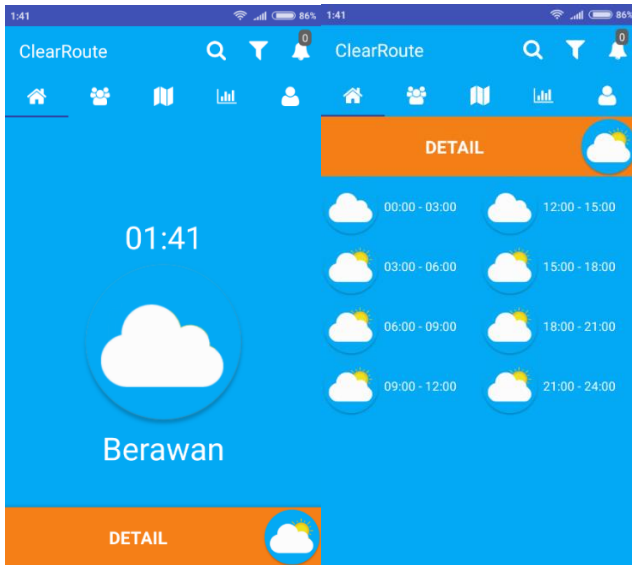 1:41 86%
ClearRoute 0
01:41
Berawan
DETAIL
1:41 86%
ClearRoute 0
DETAIL
00:00 - 03:00 12:00 - 15:00
03:00 - 06:00 15:00 - 18:00
06:00 - 09:00 18:00 - 21:00
09:00 - 12:00 21:00 - 24:00